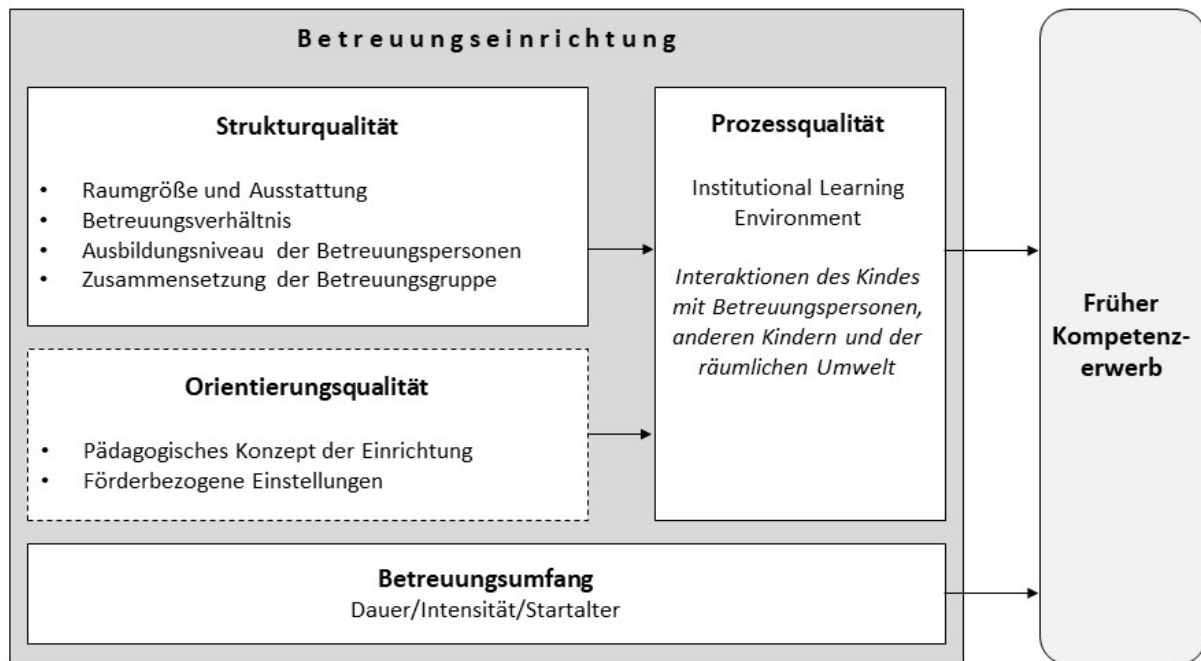 Betreuungseinrichtung
Strukturqualität
• Raumgröße und Ausstattung
• Betreuungsverhältnis
• Ausbildungsniveau der Betreuungspersonen
• Zusammensetzung der Betreuungsgruppe
Orientierungsqualität
• Pädagogisches Konzept der Einrichtung
• Förderbezogene Einstellungen
Prozessqualität
Institutional Learning
Environment
Interaktionen des Kindes
mit Betreuungspersonen,
anderen Kindern und der
räumlichen Umwelt
Betreuungsumfang
Dauer/Intensität/Startalter
Früher
Kompetenz-
erwerb